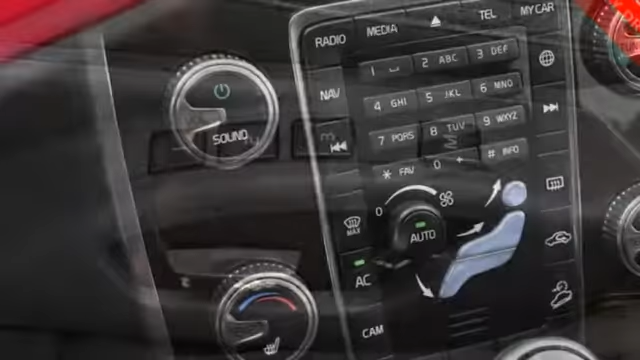 RADIO MEDIA TEL MY CAR
1 2 ABC 3 DEF
NAV 4 GHI 5 JKL 6 MNO
SOUND 7 PQRS 8 TUV 9 WXYZ
* FAV 0 + # INFO
MAX 0 AUTO
AC
CAM